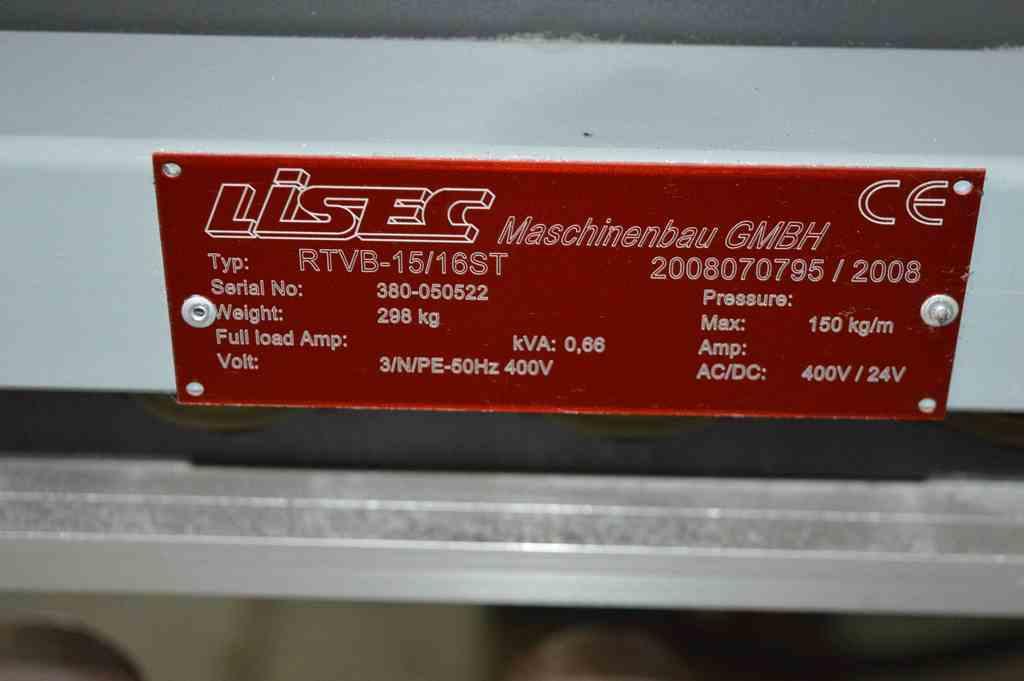 LiSEC Maschinenbau GMBH CE
Typ: RTVB-15/16ST 2008070795 / 2008
Serial No: 380-050522 Pressure:
Weight: 298 kg Max: 150 kg/m
Full load Amp: kVA: 0,66 Amp:
Volt: 3/N/PE-50Hz 400V AC/DC: 400V / 24V